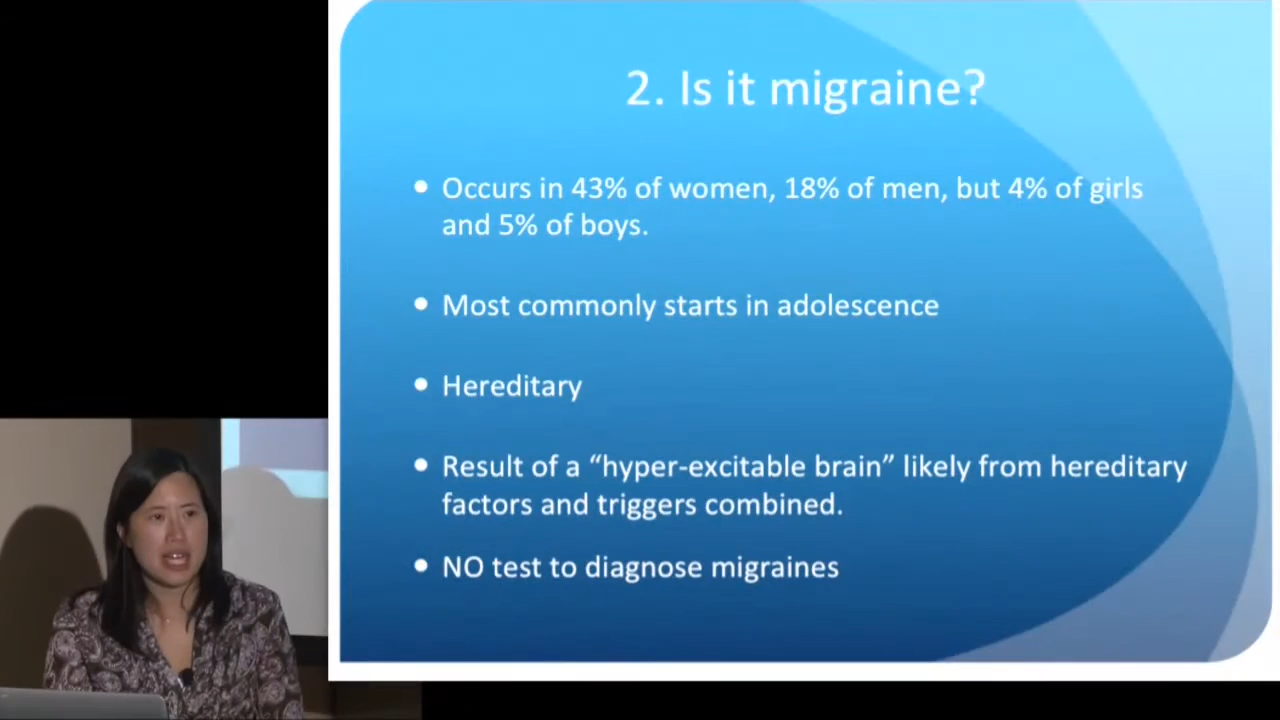 2. Is it migraine?
• Occurs in 43% of women, 18% of men, but 4% of girls
and 5% of boys.
• Most commonly starts in adolescence
• Hereditary
• Result of a “hyper-excitable brain” likely from hereditary
factors and triggers combined.
• NO test to diagnose migraines